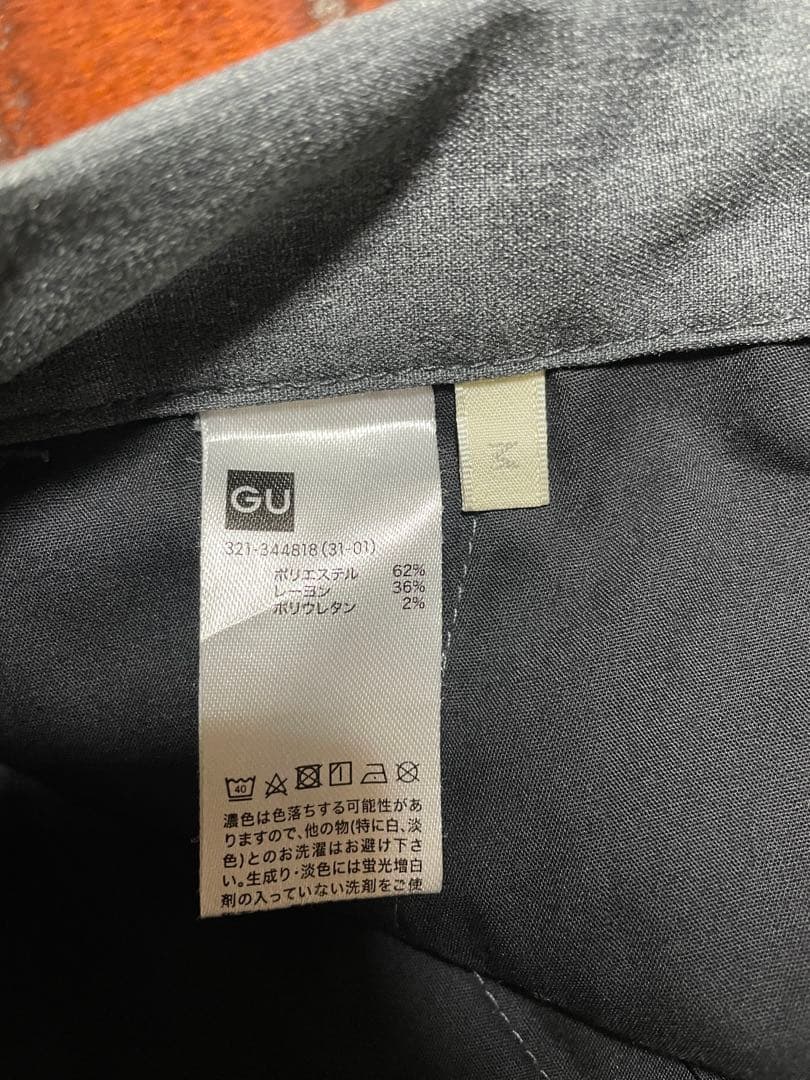 GU
321-344818(31-01)
ポリエステル 62%
レーヨン 36%
ポリウレタン 2%
40
濃色は色落ちする可能性があ
りますので、他の物(特に白、淡
色)とのお洗濯はお避け下さ
い。生成り・淡色には蛍光増白
剤の入っていない洗剤をご使
M